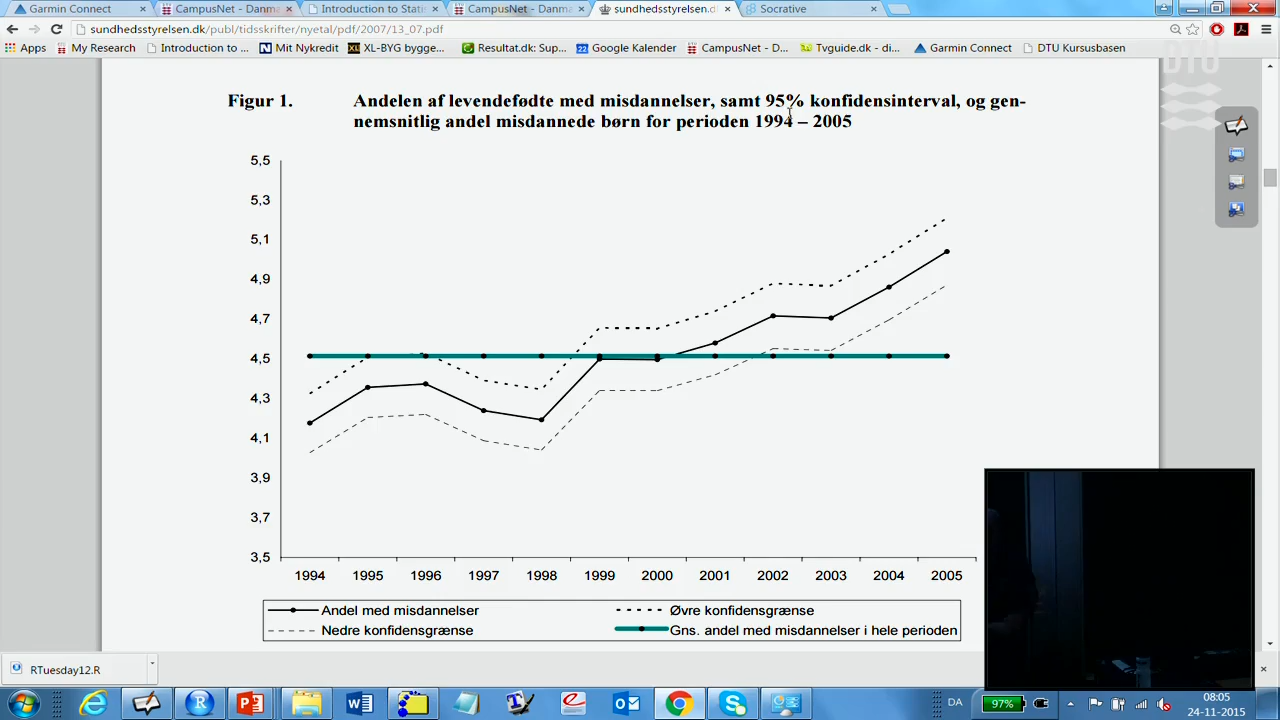 Garmin Connect
CampusNet - Danma
Introduction to Stati
CampusNet - Danma
sundhedsstyrelsen.d
Socrative
sundhedsstyrelsen.dk/publ/tidsskrifter/nyetal/pdf/2007/13_07.pdf
Apps
My Research
Introduction to ...
Mit Nykredit
XL-BYG bygge...
Resultat.dk: Sup...
Google Kalender
CampusNet - D...
Tvguide.dk - di...
Garmin Connect
DTU Kursusbasen
DTU
Figur 1. Andelen af levendefødte med misdannelser, samt 95% konfidensinterval, og gen-
nemsnitlig andel misdannede børn for perioden 1994 – 2005
5,5
5,3
5,1
4,9
4,7
4,5
4,3
4,1
3,9
3,7
3,5
1994 1995 1996 1997 1998 1999 2000 2001 2002 2003 2004 2005
Andel med misdannelser
Øvre konfidensgrænse
Nedre konfidensgrænse
Gns. andel med misdannelser i hele perioden
RTuesday12.R
DA
97%
08:05
24-11-2015